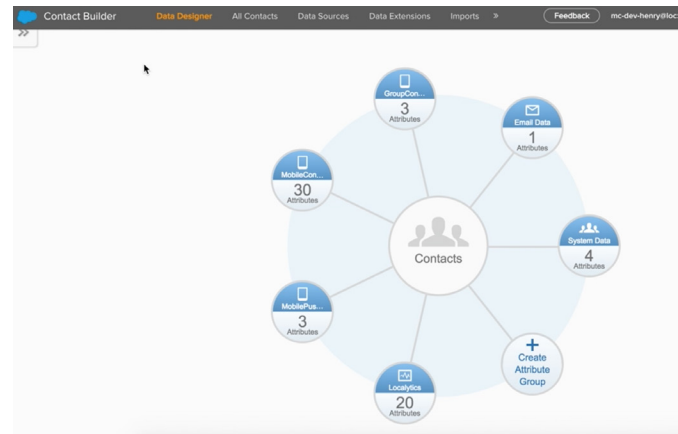 Contact Builder Data Designer All Contacts Data Sources Data Extensions Imports » Feedback mc-dev-henry@loc
»
GroupCon...
3
Attributes
Email Data
1
Attributes
MobileCon...
30
Attributes
Contacts
System Data
4
Attributes
MobilePus...
3
Attributes
+
Create
Attribute
Group
Localytics
20
Attributes